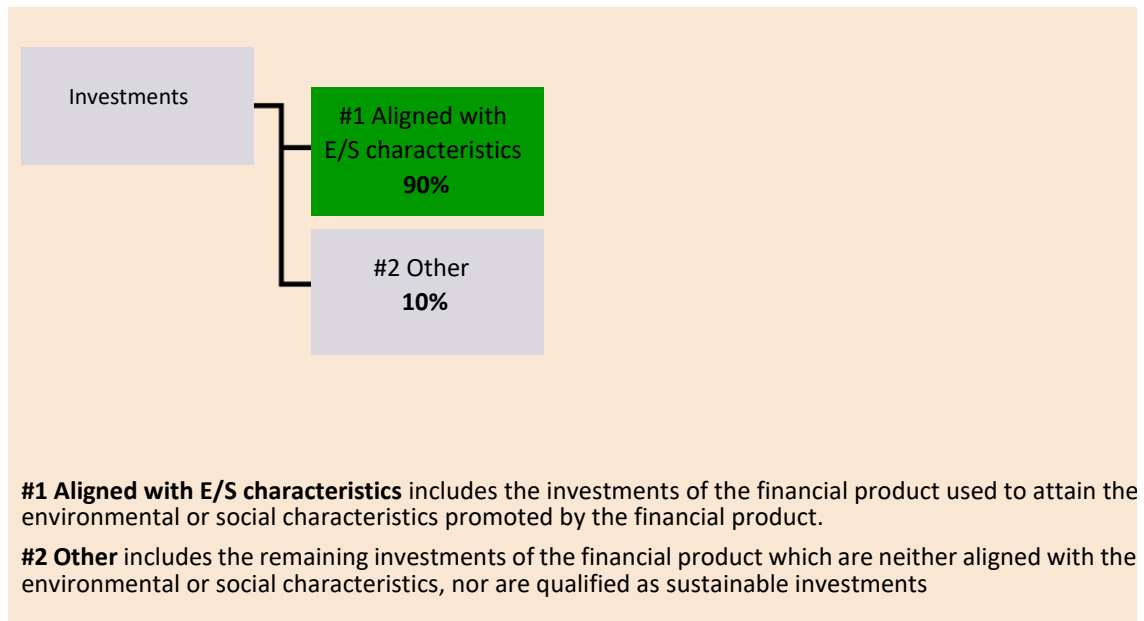 Investments
#1 Aligned with
E/S characteristics
90%
#2 Other
10%
#1 Aligned with E/S characteristics includes the investments of the financial product used to attain the
environmental or social characteristics promoted by the financial product.
#2 Other includes the remaining investments of the financial product which are neither aligned with the
environmental or social characteristics, nor are qualified as sustainable investments